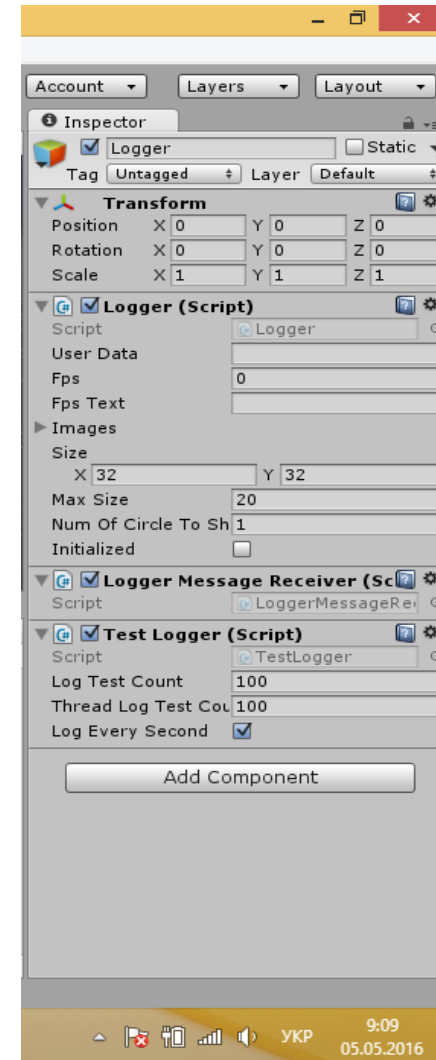 Account Layers Layout
Inspector
Logger Static
Tag Untagged Layer Default
Transform
Position X 0 Y 0 Z 0
Rotation X 0 Y 0 Z 0
Scale X 1 Y 1 Z 1
Logger (Script)
Script Logger
User Data
Fps 0
Fps Text
Images
Size
X 32 Y 32
Max Size 20
Num Of Circle To Sh 1
Initialized
Logger Message Receiver (Sc
Script LoggerMessageRe
Test Logger (Script)
Script TestLogger
Log Test Count 100
Thread Log Test Cou 100
Log Every Second
Add Component
УКР 9:09
05.05.2016